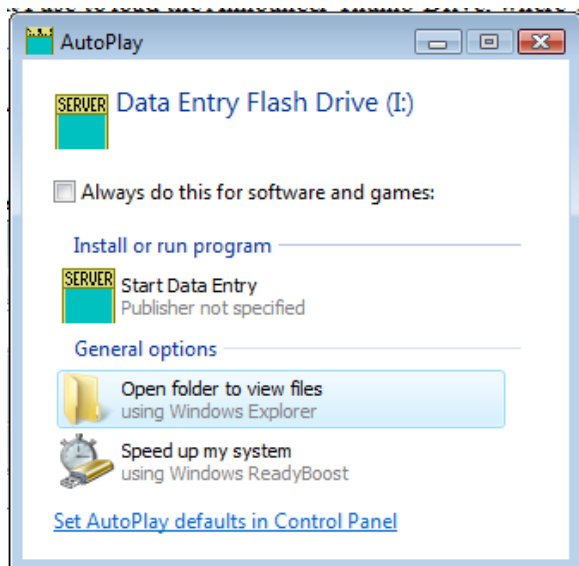 AutoPlay
SERVER Data Entry Flash Drive (I:)
Always do this for software and games:
Install or run program
SERVER Start Data Entry
Publisher not specified
General options
Open folder to view files
using Windows Explorer
Speed up my system
using Windows ReadyBoost
Set AutoPlay defaults in Control Panel